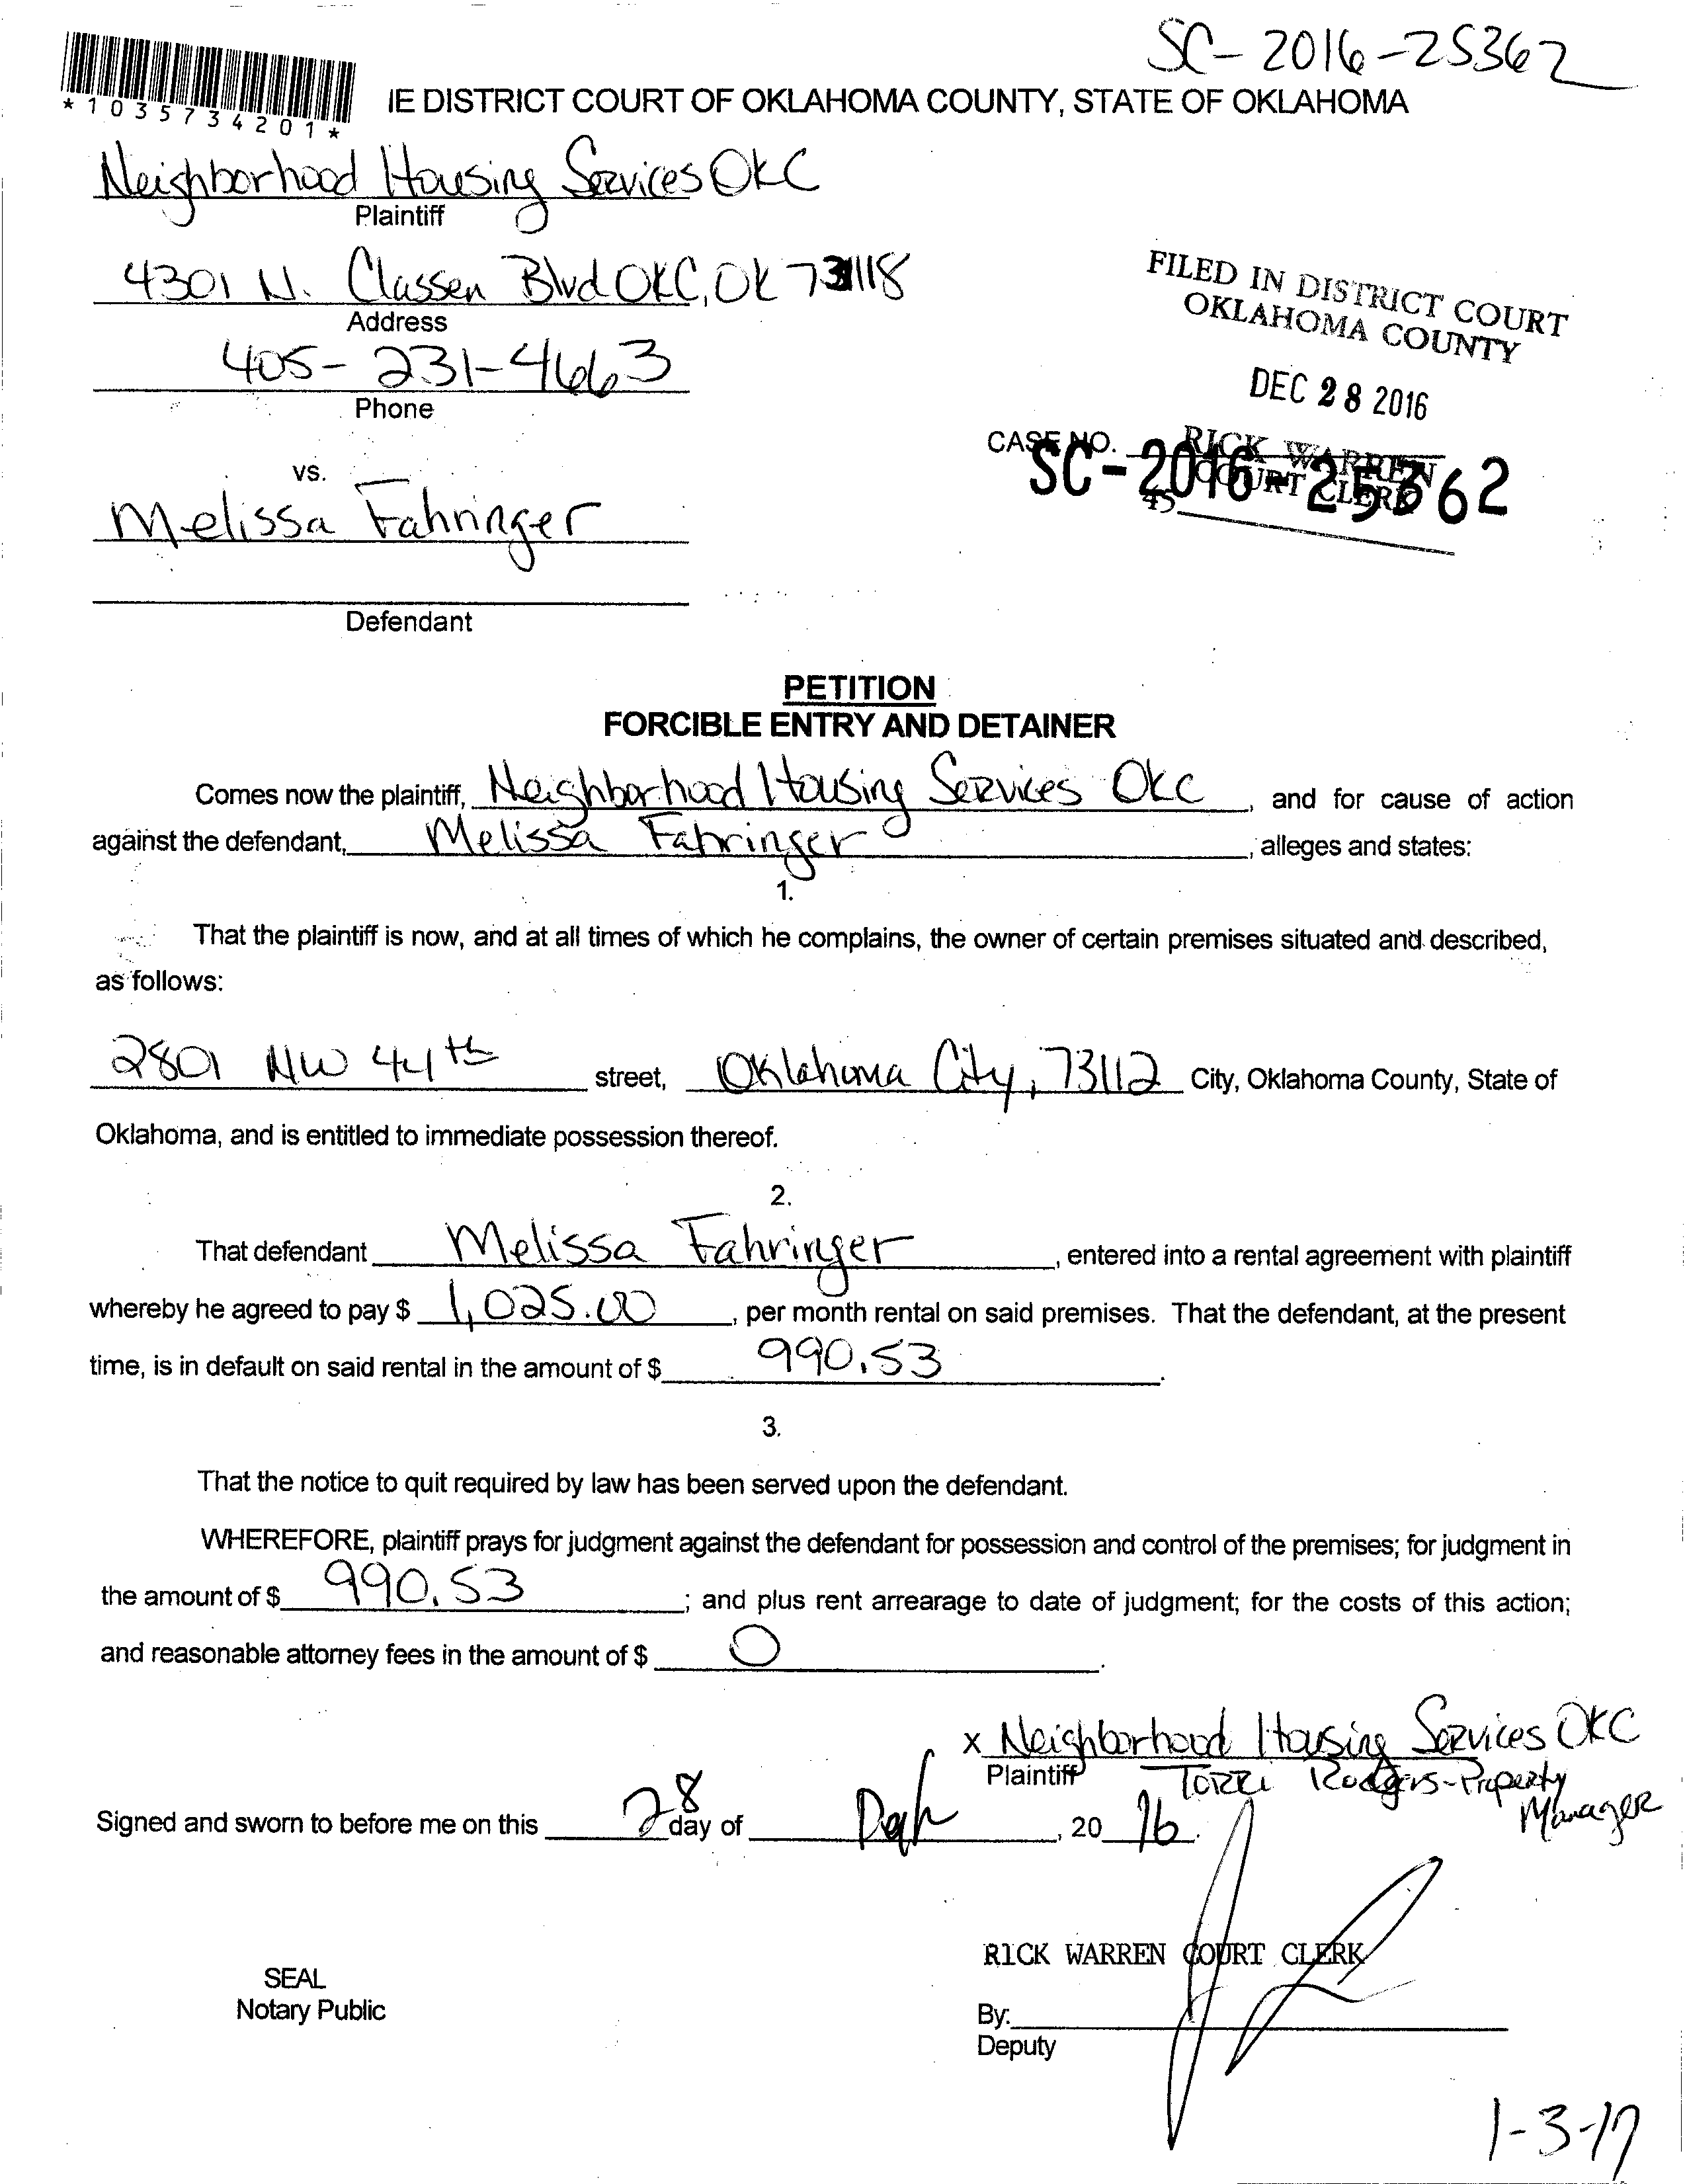 SC-2016-25362
*1035734201*
IE DISTRICT COURT OF OKLAHOMA COUNTY, STATE OF OKLAHOMA
Neighborhood Housing Services OKC
Plaintiff
4301 N. Classen Blvd OKC, OK 73118
Address
405-231-4663
Phone
FILED IN DISTRICT COURT
OKLAHOMA COUNTY
DEC 28 2016
RICK WARREN
COURT CLERK
45
CASE NO.
SC-2016-25362
vs.
Melissa Fahringer
Defendant
PETITION
FORCIBLE ENTRY AND DETAINER
Comes now the plaintiff, Neighborhood Housing Services OKC, and for cause of action
against the defendant, Melissa Fahringer, alleges and states:
1.
That the plaintiff is now, and at all times of which he complains, the owner of certain premises situated and described,
as follows:
2801 NW 44th street, Oklahoma City, 73112 City, Oklahoma County, State of
Oklahoma, and is entitled to immediate possession thereof.
2.
That defendant Melissa Fahringer, entered into a rental agreement with plaintiff
whereby he agreed to pay $ 1,025.00, per month rental on said premises. That the defendant, at the present
time, is in default on said rental in the amount of $ 990.53.
3.
That the notice to quit required by law has been served upon the defendant.
WHEREFORE, plaintiff prays for judgment against the defendant for possession and control of the premises; for judgment in
the amount of $ 990.53; and plus rent arrearage to date of judgment; for the costs of this action;
and reasonable attorney fees in the amount of $ 0.
x Neighborhood Housing Services OKC
Plaintiff Torri Rodgers-Property
Manager
Signed and sworn to before me on this 28 day of , 20 16.
RICK WARREN COURT CLERK
SEAL
Notary Public
By:
Deputy
1-3-17